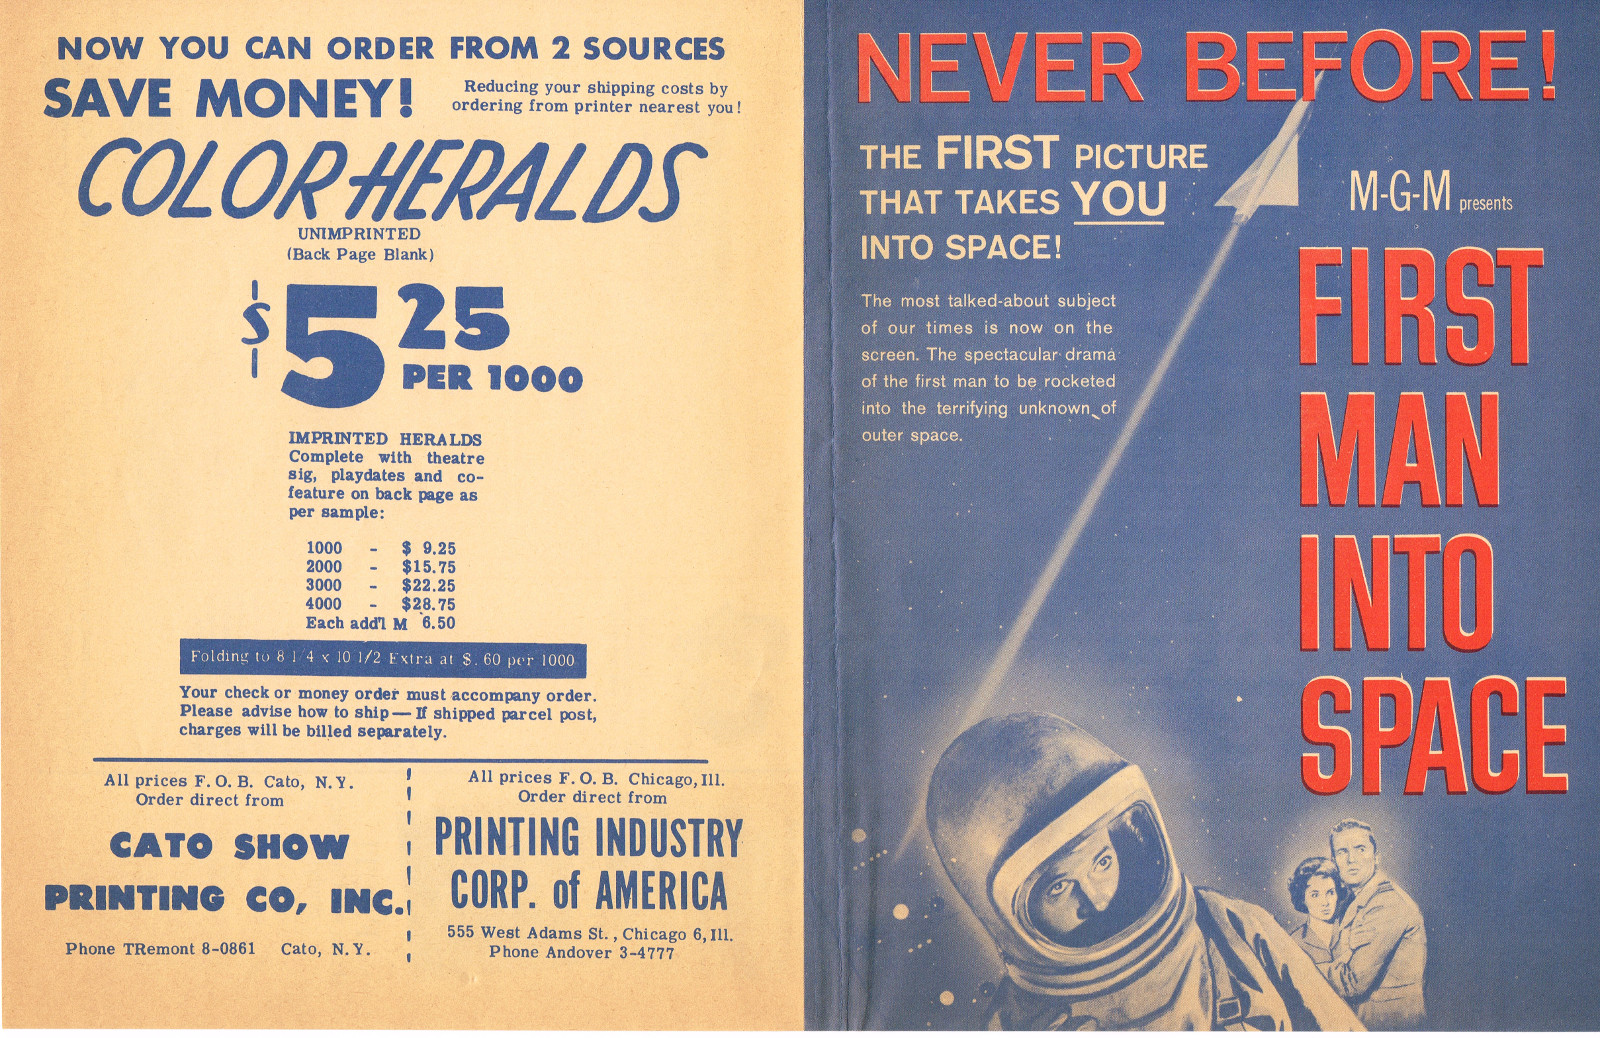 NOW YOU CAN ORDER FROM 2 SOURCES
SAVE MONEY!
Reducing your shipping costs by
ordering from printer nearest you!
COLOR HERALDS
UNIMPRINTED
(Back Page Blank)
$5 25
PER 1000
IMPRINTED HERALDS
Complete with theatre
sig, playdates and co-
feature on back page as
per sample:
1000 - $ 9.25
2000 - $15.75
3000 - $22.25
4000 - $28.75
Each add'l M 6.50
Folding to 8 1/4 x 10 1/2 Extra at $.60 per 1000
Your check or money order must accompany order.
Please advise how to ship — If shipped parcel post,
charges will be billed separately.
All prices F.O.B. Cato, N.Y.
Order direct from
CATO SHOW
PRINTING CO, INC.
Phone TRemont 8-0861 Cato, N.Y.
All prices F.O.B. Chicago, Ill.
Order direct from
PRINTING INDUSTRY
CORP. of AMERICA
555 West Adams St., Chicago 6, Ill.
Phone Andover 3-4777
NEVER BEFORE!
THE FIRST PICTURE
THAT TAKES YOU
INTO SPACE!
The most talked-about subject
of our times is now on the
screen. The spectacular drama
of the first man to be rocketed
into the terrifying unknown of
outer space.
M-G-M presents
FIRST
MAN
INTO
SPACE